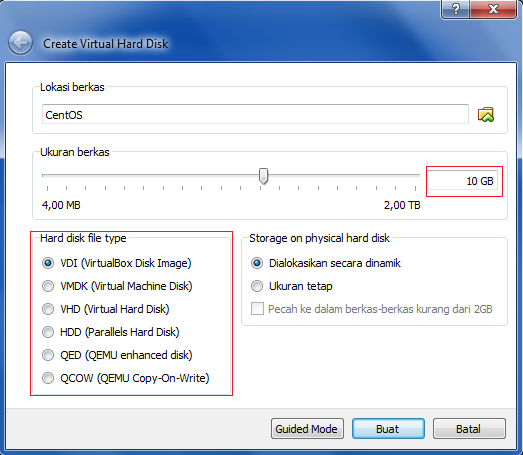 ?
X
Create Virtual Hard Disk
Lokasi berkas
CentOS
Ukuran berkas
10 GB
4,00 MB
2,00 TB
Hard disk file type
VDI (VirtualBox Disk Image)
VMDK (Virtual Machine Disk)
VHD (Virtual Hard Disk)
HDD (Parallels Hard Disk)
QED (QEMU enhanced disk)
QCOW (QEMU Copy-On-Write)
Storage on physical hard disk
Dialokasikan secara dinamik
Ukuran tetap
Pecah ke dalam berkas-berkas kurang dari 2GB
Guided Mode
Buat
Batal